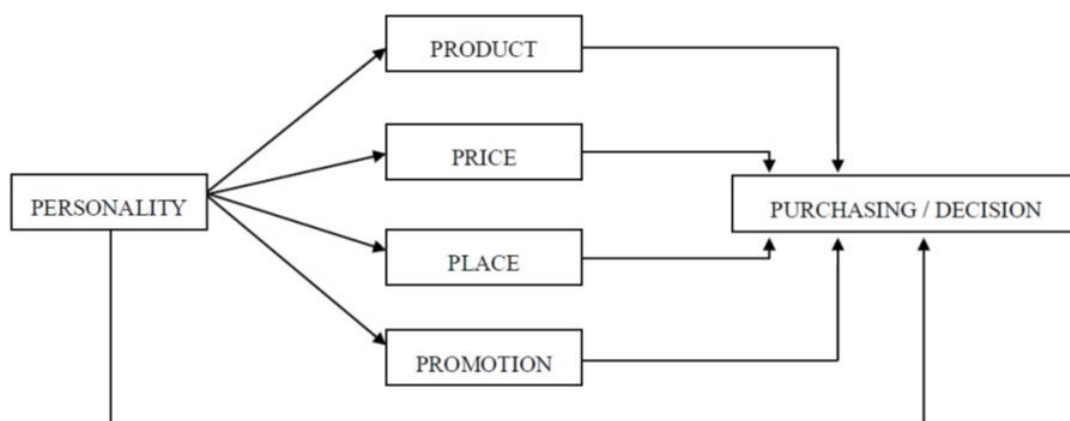 PRODUCT
PRICE
PERSONALITY
PURCHASING / DECISION
PLACE
PROMOTION